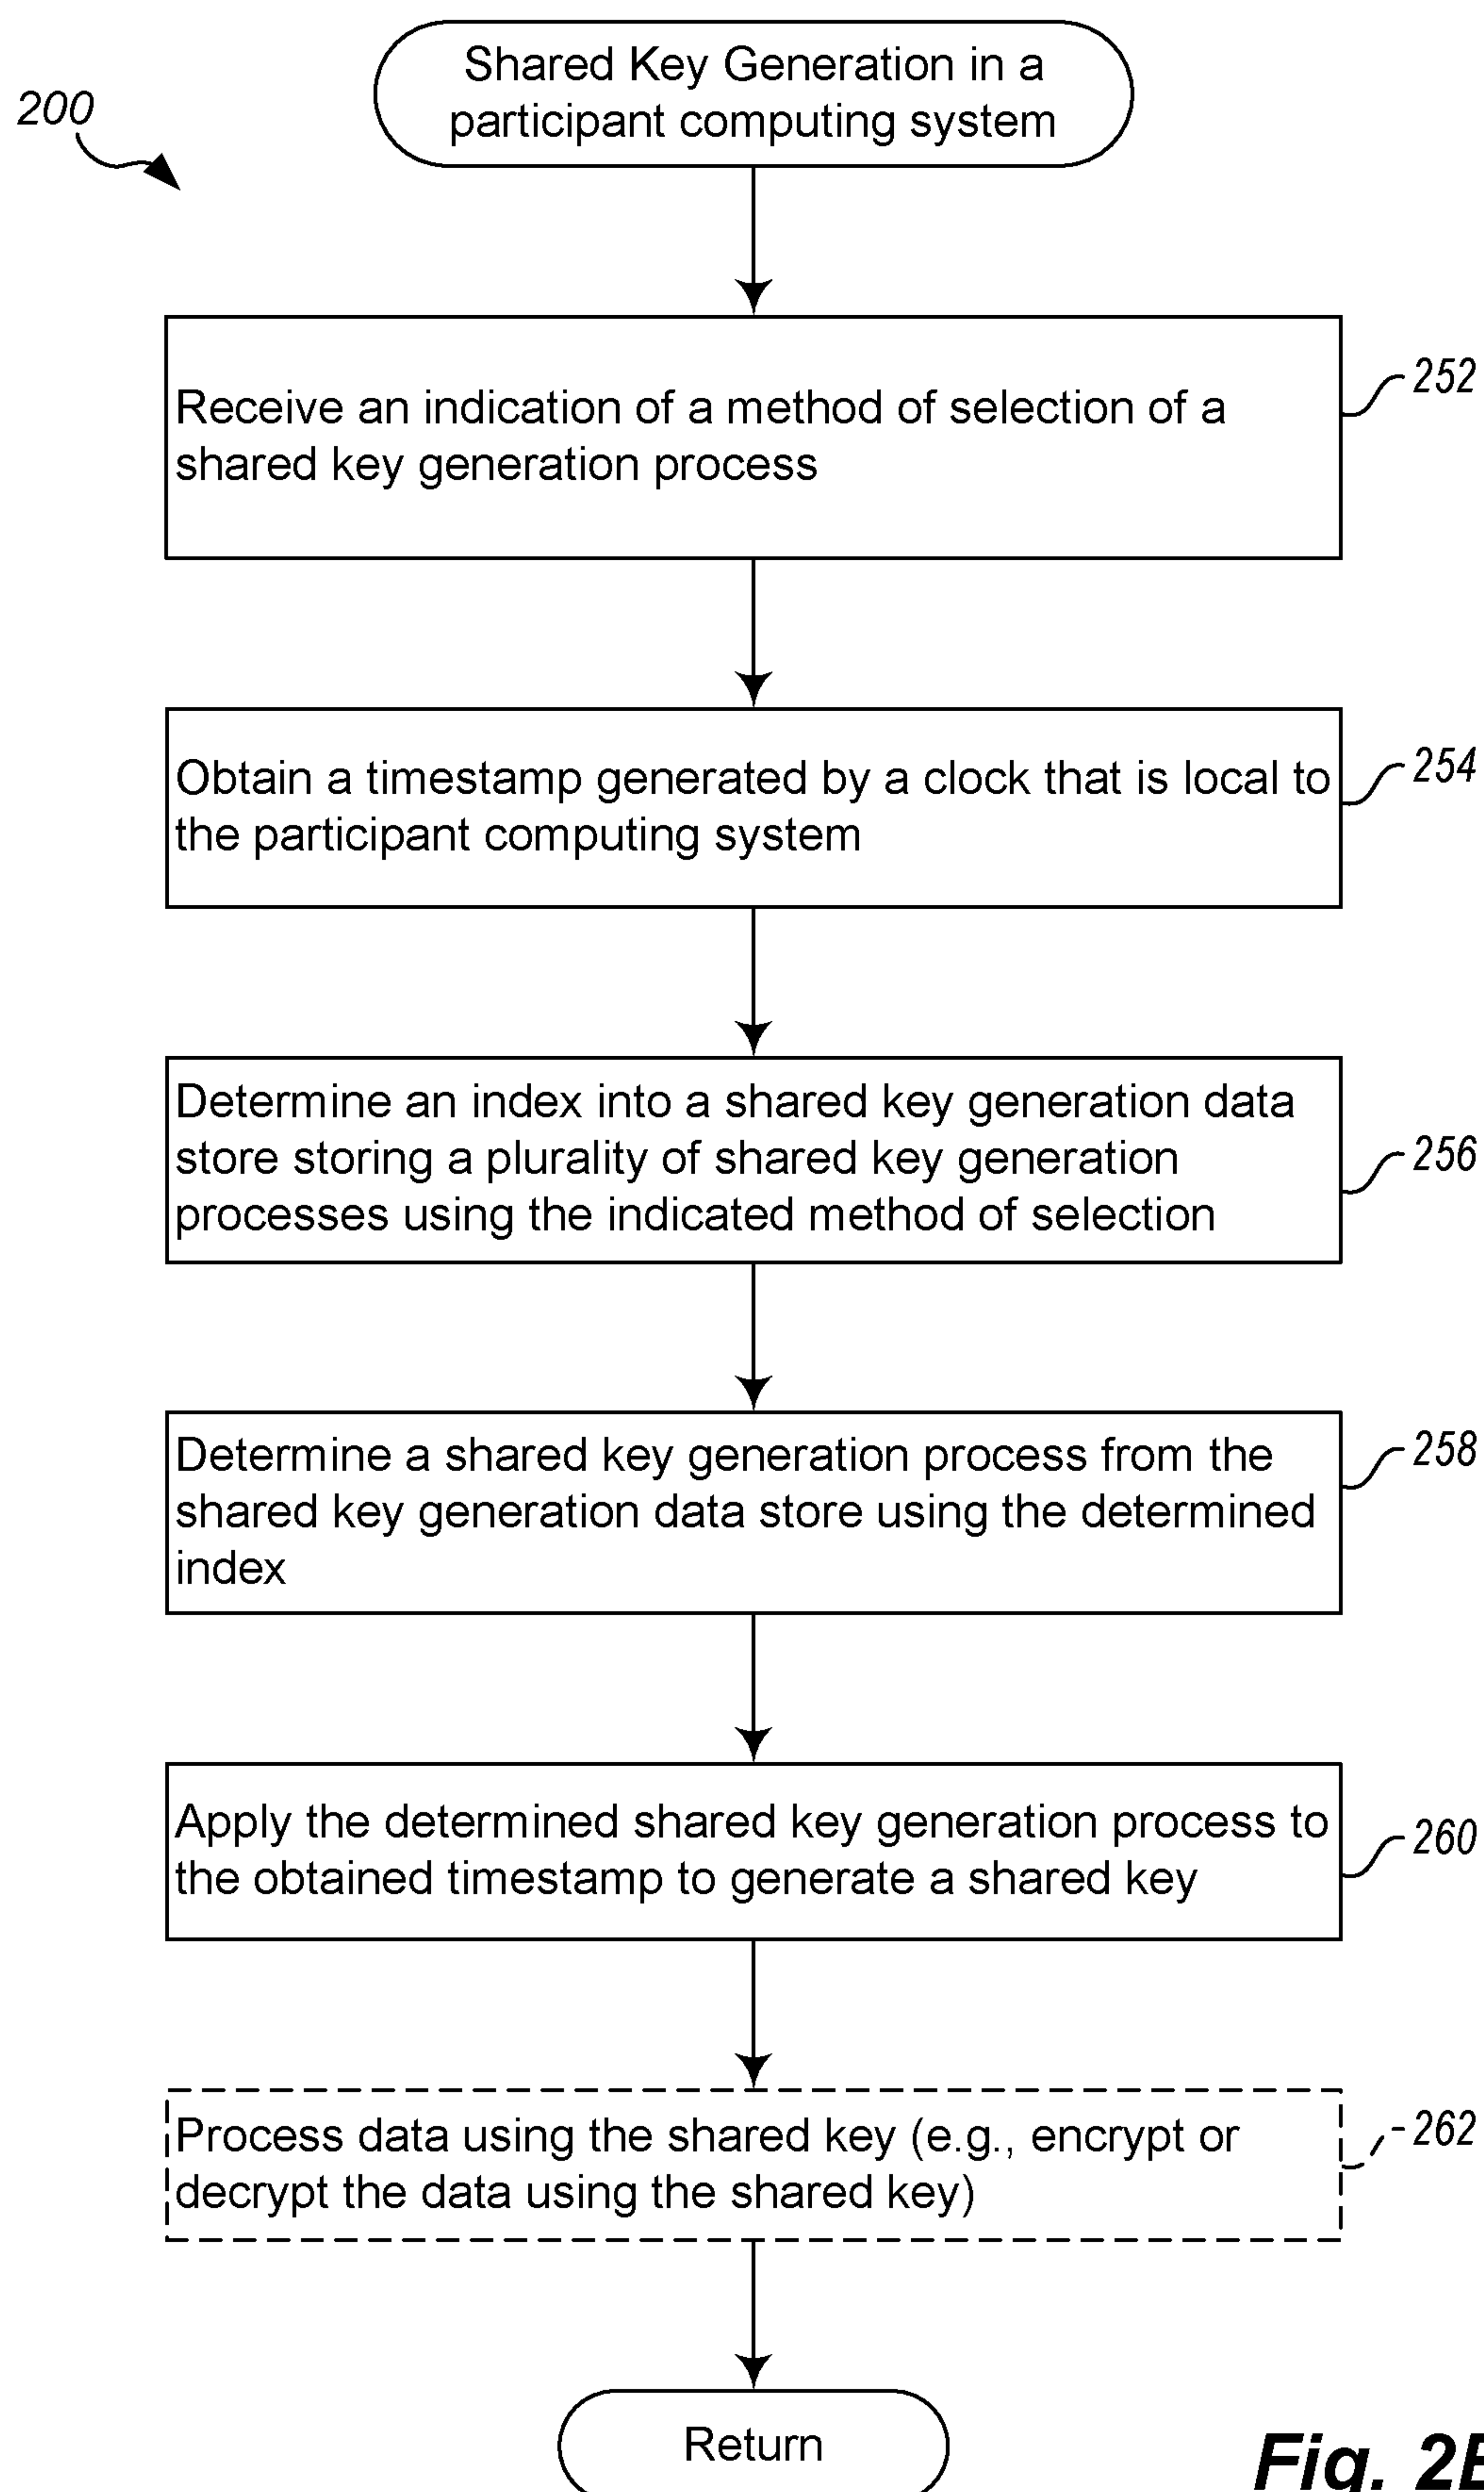 Shared Key Generation in a
participant computing system
200
Receive an indication of a method of selection of a
shared key generation process
252
Obtain a timestamp generated by a clock that is local to
the participant computing system
254
Determine an index into a shared key generation data
store storing a plurality of shared key generation
processes using the indicated method of selection
256
Determine a shared key generation process from the
shared key generation data store using the determined
index
258
Apply the determined shared key generation process to
the obtained timestamp to generate a shared key
260
Process data using the shared key (e.g., encrypt or
decrypt the data using the shared key)
262
Return
Fig.